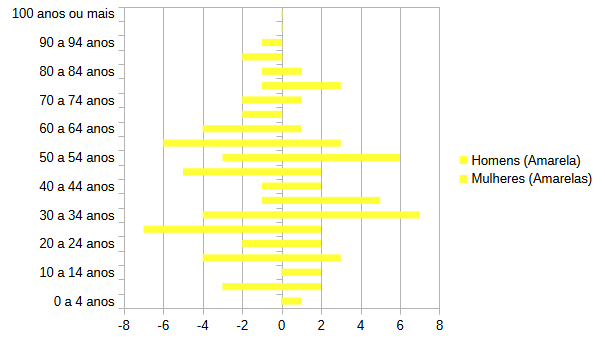 100 anos ou mais
90 a 94 anos
80 a 84 anos
70 a 74 anos
60 a 64 anos
50 a 54 anos
40 a 44 anos
30 a 34 anos
20 a 24 anos
10 a 14 anos
0 a 4 anos
-8 -6 -4 -2 0 2 4 6 8
Homens (Amarela)
Mulheres (Amarelas)